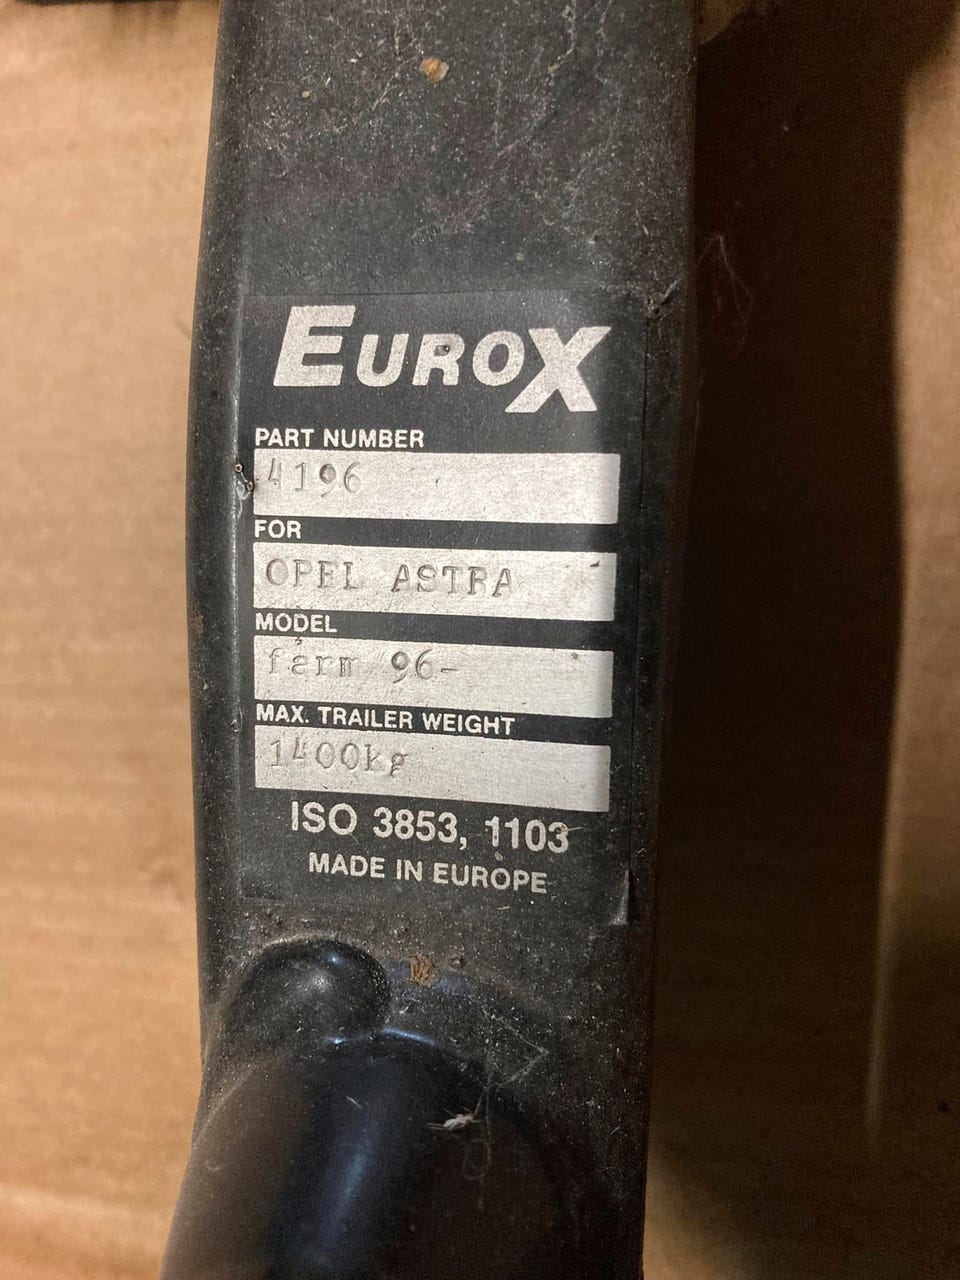 EUROX
PART NUMBER
4196
FOR
OPEL ASTRA
MODEL
farm 96-
MAX. TRAILER WEIGHT
1400kg
ISO 3853, 1103
MADE IN EUROPE